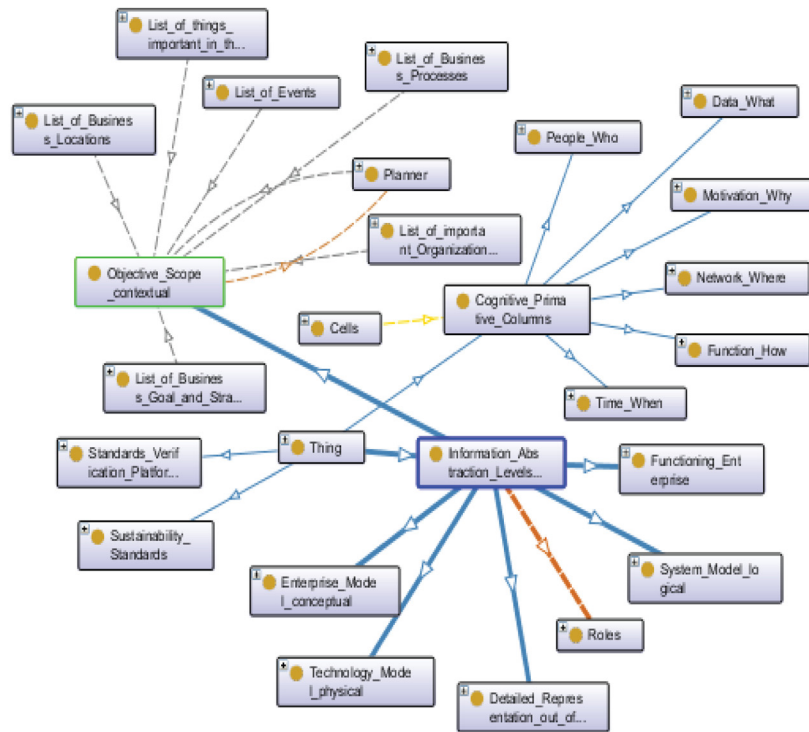 List_of_things_
important_in_th...
List_of_Busines
s_Processes
List_of_Events
Data_What
List_of_Busines
s_Locations
People_Who
Planner
Motivation_Why
List_of_importa
nt_Organization...
Objective_Scope
_contextual
Network_Where
Cognitive_Prima
tive_Columns
Cells
Function_How
List_of_Busines
s_Goal_and_Stra...
Time_When
Standards_Verif
ication_Platfor...
Thing
Information_Abs
traction_Levels...
Functioning_Ent
erprise
Sustainability_
Standards
Enterprise_Mode
l_conceptual
System_Model_lo
gical
Roles
Technology_Mode
l_physical
Detailed_Repres
entation_out_of...